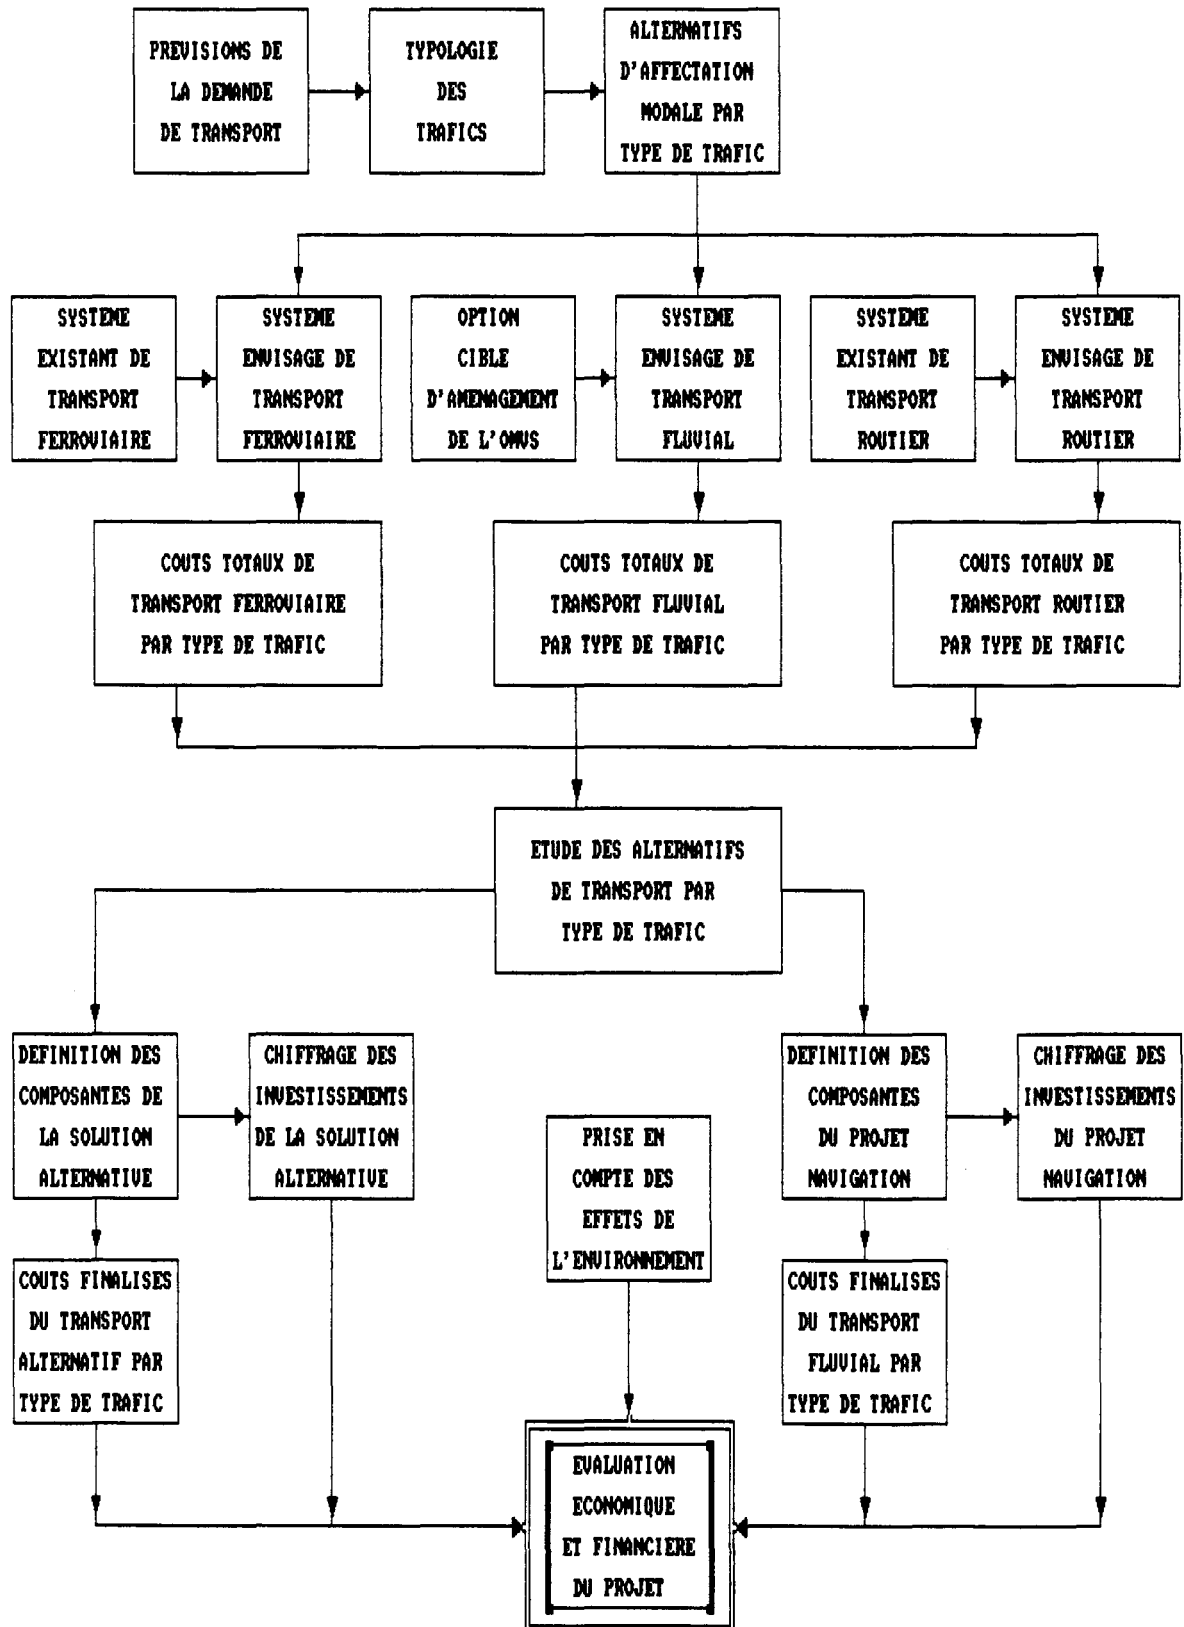 PREVISIONS DE
LA DEMANDE
DE TRANSPORT
TYPOLOGIE
DES
TRAFICS
ALTERNATIFS
D'AFFECTATION
MODALE PAR
TYPE DE TRAFIC
SYSTEME
EXISTANT DE
TRANSPORT
FERROVIAIRE
SYSTEME
ENVISAGE DE
TRANSPORT
FERROVIAIRE
OPTION
CIBLE
D'AMENAGEMENT
DE L'OMVS
SYSTEME
ENVISAGE DE
TRANSPORT
FLUVIAL
SYSTEME
EXISTANT DE
TRANSPORT
ROUTIER
SYSTEME
ENVISAGE DE
TRANSPORT
ROUTIER
COUTS TOTAUX DE
TRANSPORT FERROVIAIRE
PAR TYPE DE TRAFIC
COUTS TOTAUX DE
TRANSPORT FLUVIAL
PAR TYPE DE TRAFIC
COUTS TOTAUX DE
TRANSPORT ROUTIER
PAR TYPE DE TRAFIC
ETUDE DES ALTERNATIFS
DE TRANSPORT PAR
TYPE DE TRAFIC
DEFINITION DES
COMPOSANTES DE
LA SOLUTION
ALTERNATIVE
CHIFFRAGE DES
INVESTISSEMENTS
DE LA SOLUTION
ALTERNATIVE
PRISE EN
COMPTE DES
EFFETS DE
L'ENVIRONNEMENT
DEFINITION DES
COMPOSANTES
DU PROJET
NAVIGATION
CHIFFRAGE DES
INVESTISSEMENTS
DU PROJET
NAVIGATION
COUTS FINALISES
DU TRANSPORT
ALTERNATIF PAR
TYPE DE TRAFIC
COUTS FINALISES
DU TRANSPORT
FLUVIAL PAR
TYPE DE TRAFIC
EVALUATION
ECONOMIQUE
ET FINANCIERE
DU PROJET